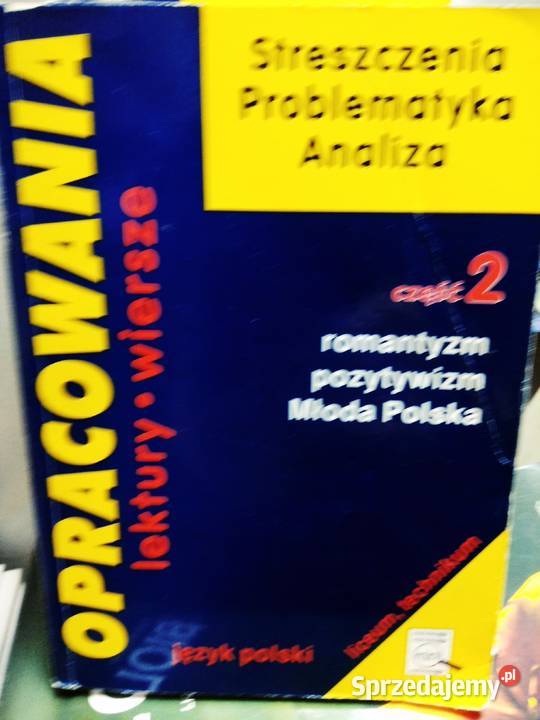 OPRACOWANIA
lektury • wiersze
Streszczenia
Problematyka
Analiza
część 2
romantyzm
pozytywizm
Młoda Polska
liceum, technikum
język polski
Sprzedajemy.pl